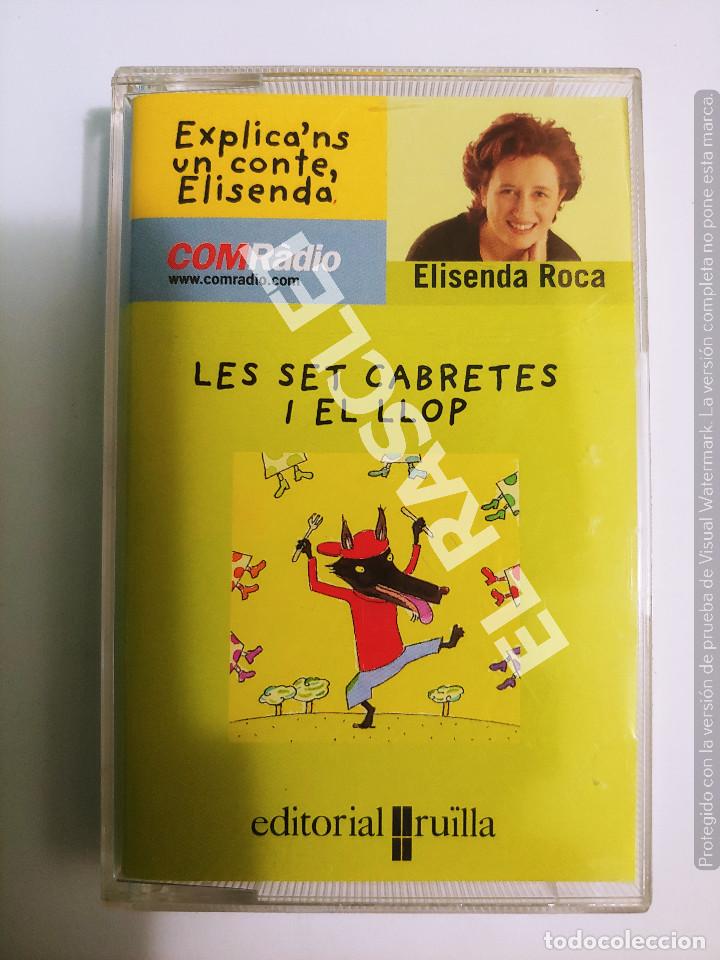 Explica'ns
un conte,
Elisenda.
COMRàdio
www.comradio.com
Elisenda Roca
LES SET CABRETES
I EL LLOP
EL RASCLE
editorial cruïlla
todocoleccion
Protegido con la versión de prueba de Visual Watermark. La versión completa no pone esta marca.